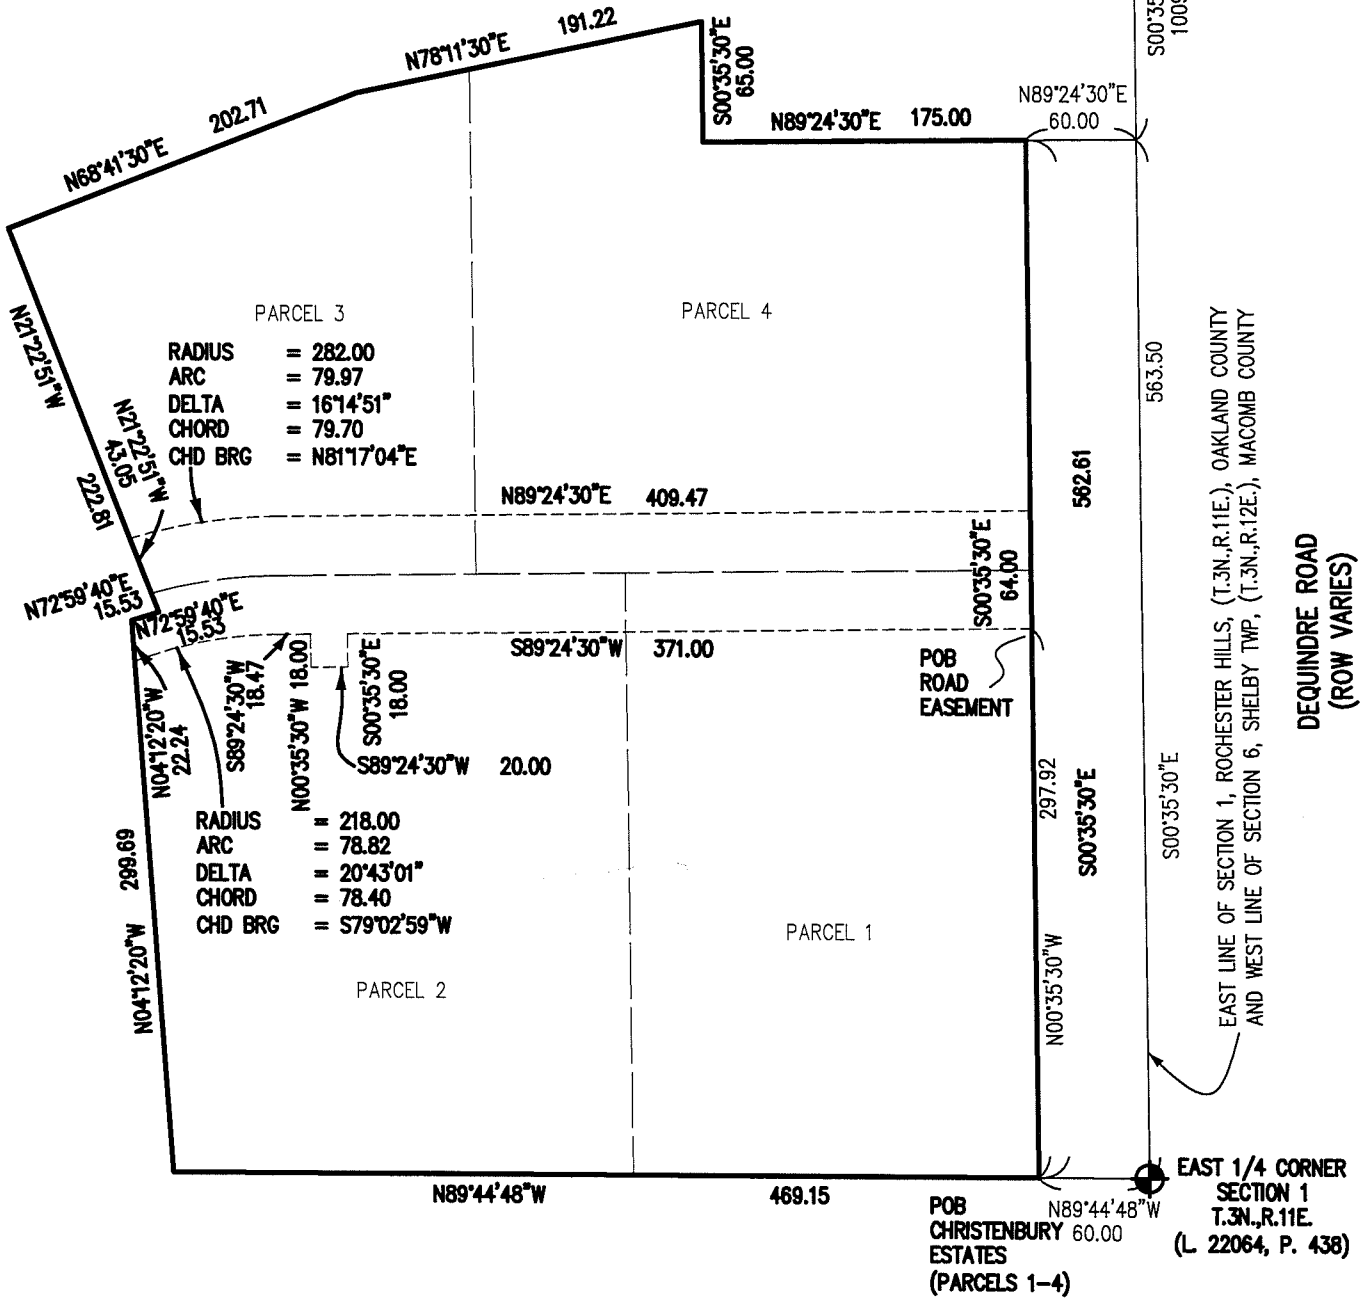 S00°35'
1009
N78°11'30"E 191.22
S00°35'30"E
65.00
N89°24'30"E
60.00
N89°24'30"E 175.00
N68°41'30"E 202.71
PARCEL 3
PARCEL 4
RADIUS = 282.00
ARC = 79.97
DELTA = 16°14'51"
CHORD = 79.70
CHD BRG = N81°17'04"E
N21°22'51"W 222.81
N21°22'51"W
43.05
563.50
562.61
N89°24'30"E 409.47
S00°35'30"E
64.00
N72°59'40"E
15.53
N72°59'40"E
15.53
S89°24'30"W 371.00
POB
ROAD
EASEMENT
N04°12'20"W
22.24
S89°24'30"W
18.47
N00°35'30"W 18.00
S00°35'30"E
18.00
S89°24'30"W 20.00
RADIUS = 218.00
ARC = 78.82
DELTA = 20°43'01"
CHORD = 78.40
CHD BRG = S79°02'59"W
N04°12'20"W 299.69
PARCEL 2
PARCEL 1
N00°35'30"W 297.92
S00°35'30"E
S00°35'30"E
EAST LINE OF SECTION 1, ROCHESTER HILLS, (T.3N.,R.11E.), OAKLAND COUNTY
AND WEST LINE OF SECTION 6, SHELBY TWP, (T.3N.,R.12E.), MACOMB COUNTY
DEQUINDRE ROAD
(ROW VARIES)
N89°44'48"W 469.15
POB
CHRISTENBURY
ESTATES
(PARCELS 1-4)
N89°44'48"W
60.00
EAST 1/4 CORNER
SECTION 1
T.3N.,R.11E.
(L. 22064, P. 438)